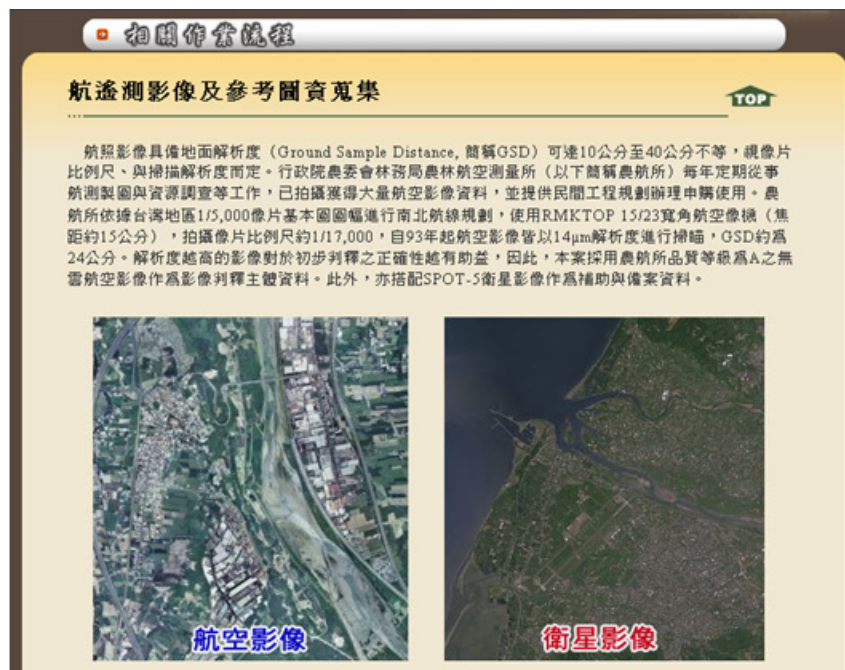 相關作業流程
航遙測影像及參考圖資蒐集
TOP
航照影像具備地面解析度（Ground Sample Distance, 簡稱GSD）可達10公分至40公分不等，視像片
比例尺、與掃描解析度而定。行政院農委會林務局農林航空測量所（以下簡稱農航所）每年定期從事
航測製圖與資源調查等工作，已拍攝獲得大量航空影像資料，並提供民間工程規劃辦理申購使用。農
航所依據台灣地區1/5,000像片基本圖圖幅進行南北航線規劃，使用RMKTOP 15/23寬角航空像機（焦
距約15公分），拍攝像片比例尺約1/17,000，自93年起航空影像皆以14μm解析度進行掃瞄，GSD約為
24公分。解析度越高的影像對於初步判釋之正確性越有助益，因此，本案採用農航所品質等級為A之無
雲航空影像作為影像判釋主體資料。此外，亦搭配SPOT-5衛星影像作為補助與備案資料。
航空影像
衛星影像